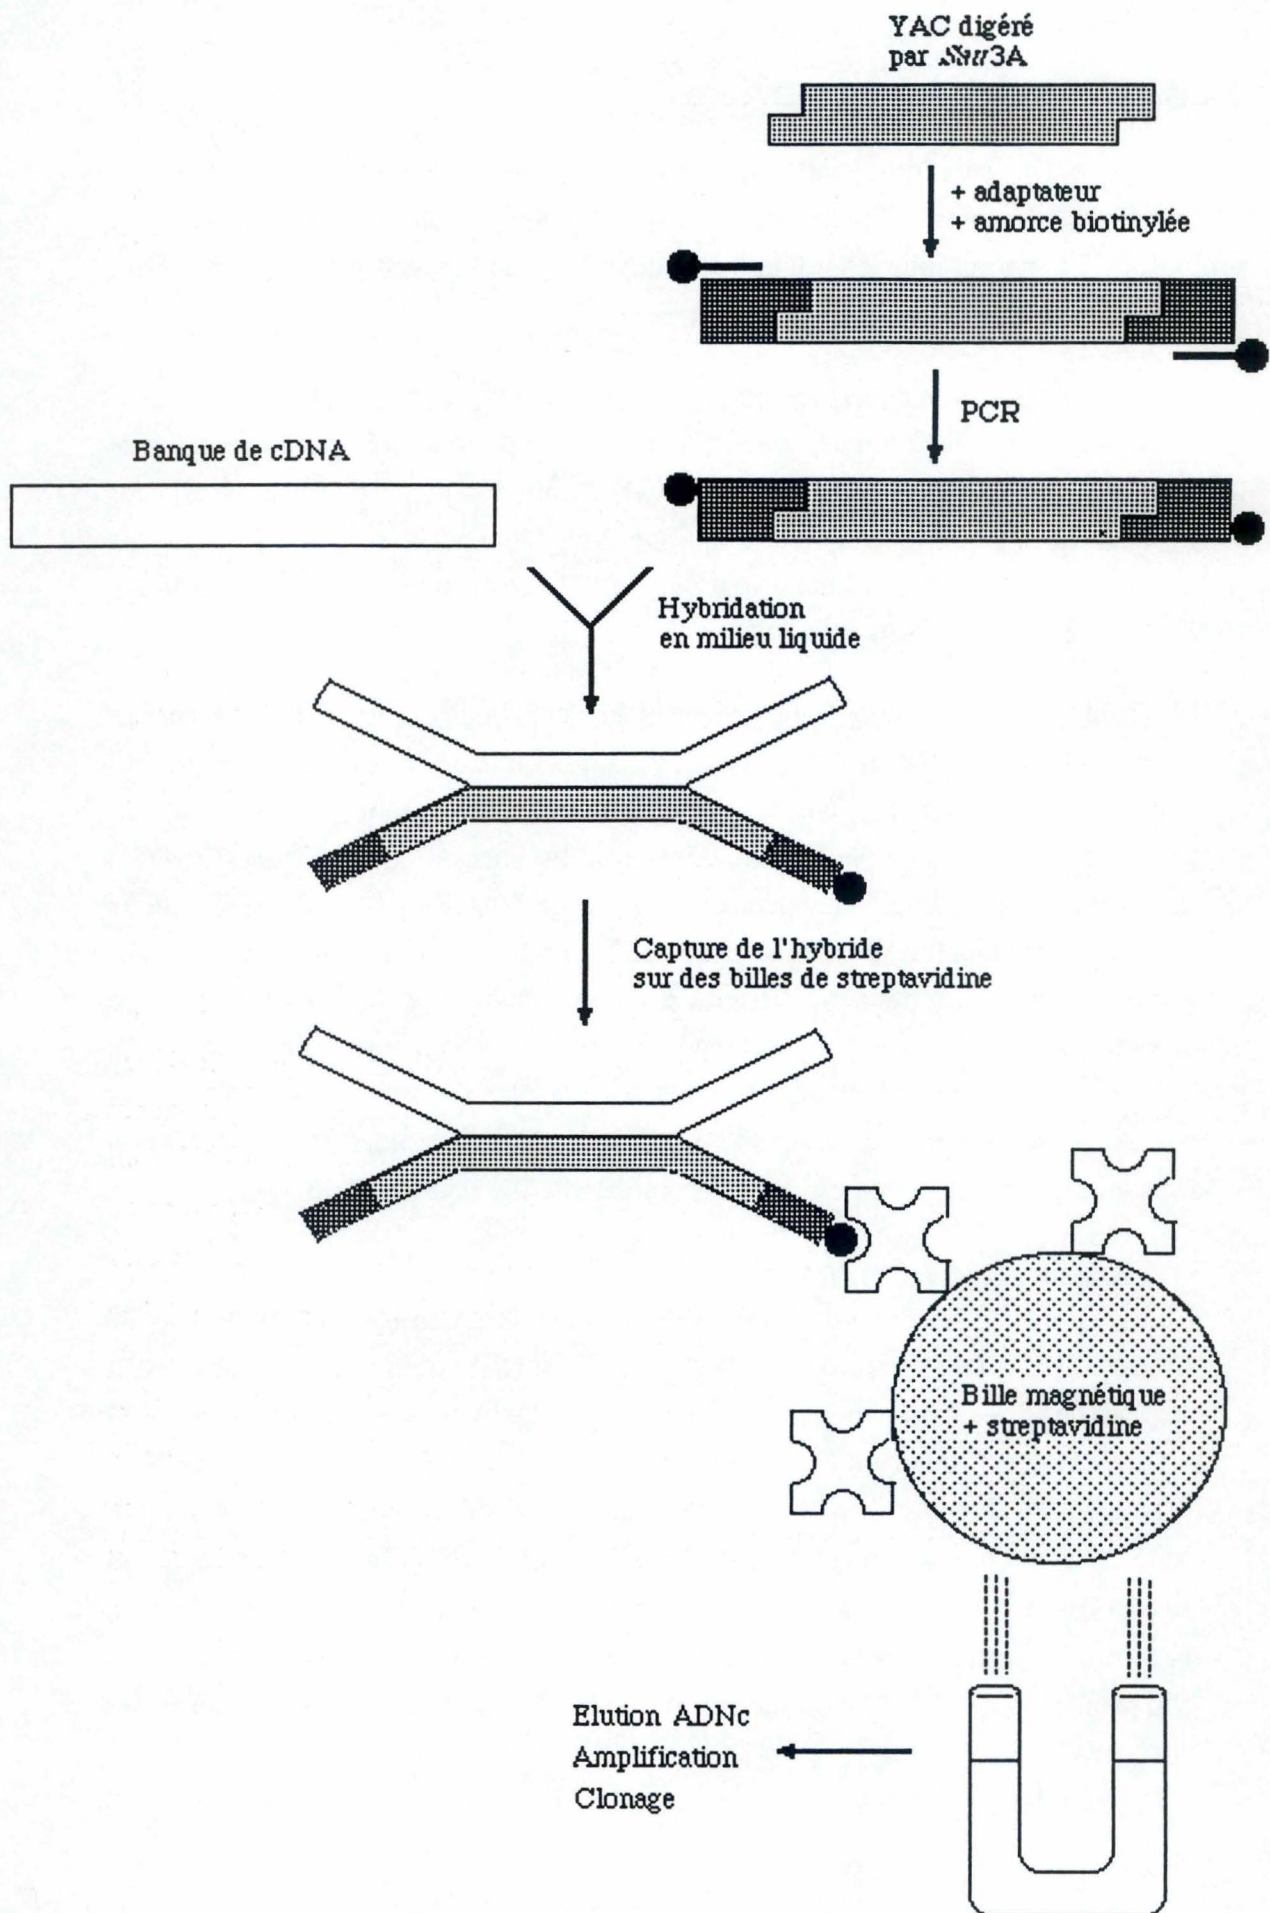 YAC digéré
par Sau3A
+ adaptateur
+ amorce biotinylée
PCR
Banque de cDNA
Hybridation
en milieu liquide
Capture de l'hybride
sur des billes de streptavidine
Bille magnétique
+ streptavidine
Elution ADNc
Amplification
Clonage